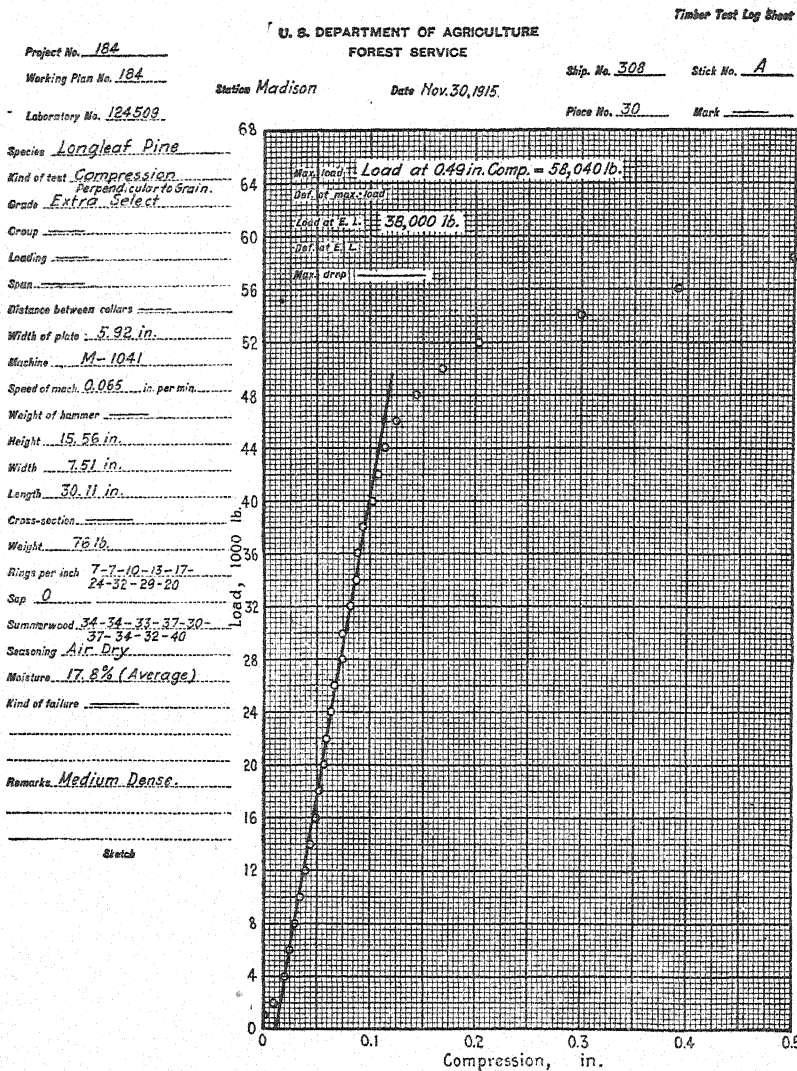 Timber Test Log Sheet
U. S. DEPARTMENT OF AGRICULTURE
FOREST SERVICE
Project No. 184
Working Plan No. 184
Laboratory No. 124509
Station Madison
Date Nov. 30, 1915.
Ship. No. 308
Stick No. A
Piece No. 30
Mark
Species Longleaf Pine
Kind of test Compression
Perpendicular to Grain.
Grade Extra Select
Group
Loading
Span
Distance between collars
Width of plate 5.92 in.
Machine M-1041
Speed of mach. 0.065 in. per min.
Weight of hammer
Height 15.56 in.
Width 7.51 in.
Length 30.11 in.
Cross-section
Weight 76 lb.
Rings per inch 7-7-10-13-17-
24-32-29-20
Sap 0
Summerwood 34-34-33-37-30-
37-34-32-40
Seasoning Air Dry
Moisture 17.8% (Average)
Kind of failure
Remarks Medium Dense.
Sketch
Max. load Load at 0.49 in. Comp. = 58,040 lb.
Def. at max. load
Load at E. L. 38,000 lb.
Def. at E. L.
Max. drop
Load, 1000 lb.
68
64
60
56
52
48
44
40
36
32
28
24
20
16
12
8
4
0
0 0.1 0.2 0.3 0.4 0.5
Compression, in.